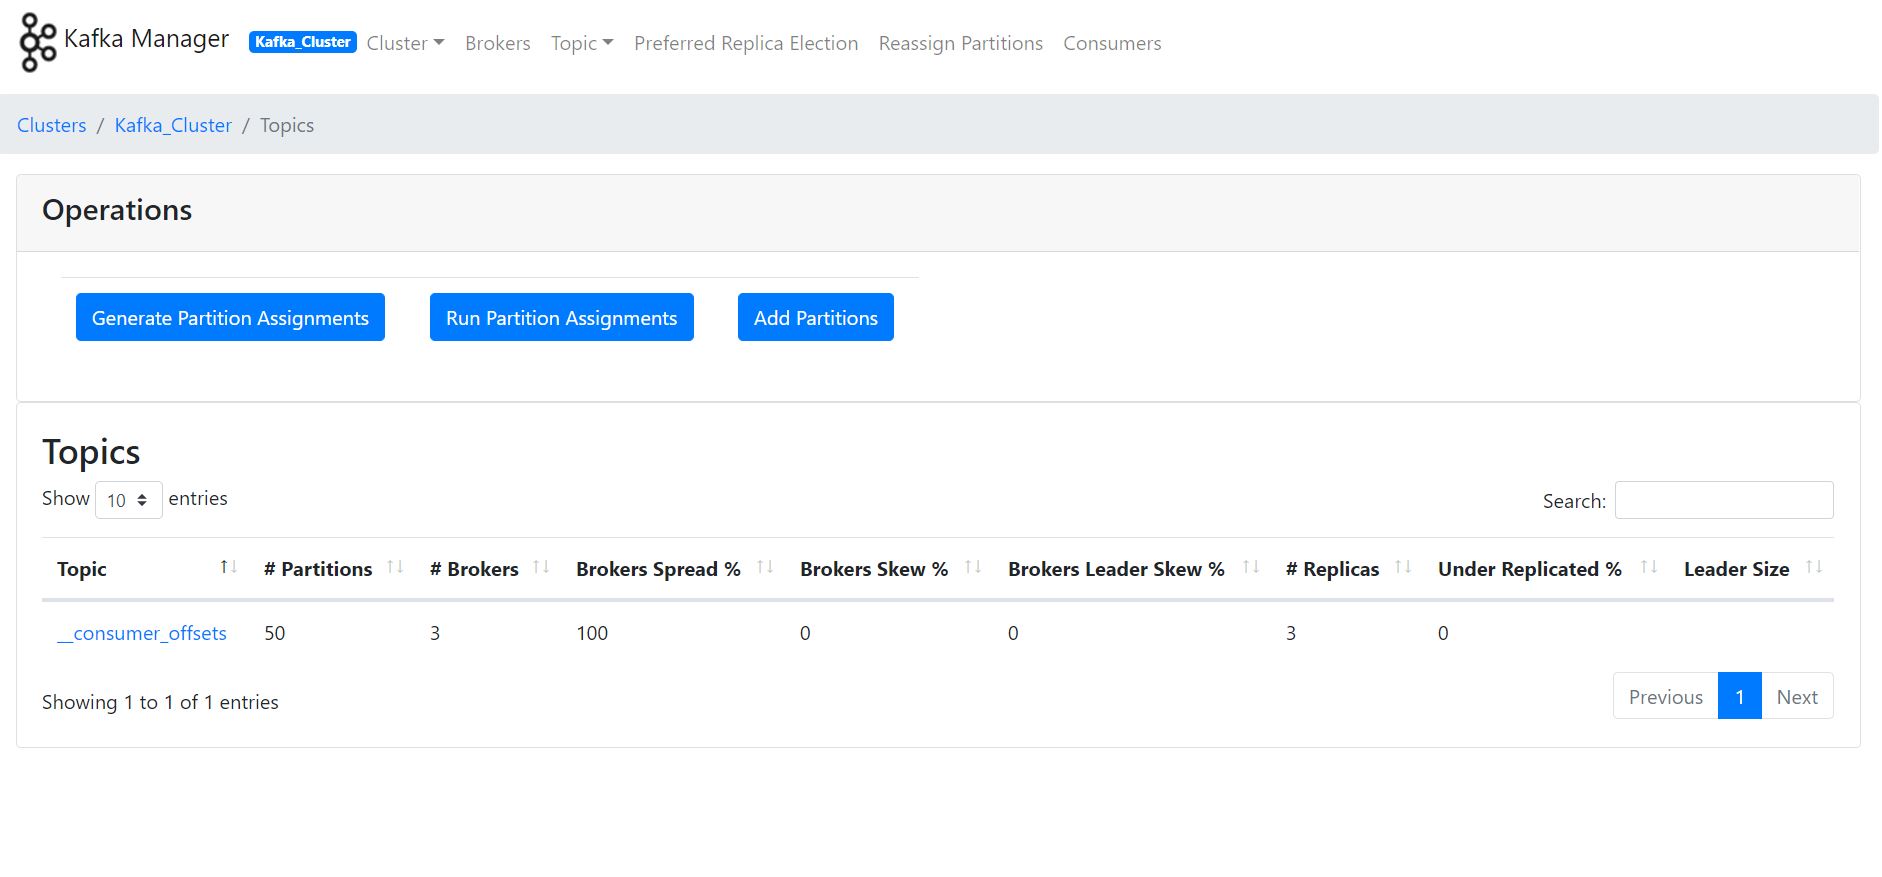 Kafka Manager Kafka_Cluster Cluster Brokers Topic Preferred Replica Election Reassign Partitions Consumers
Clusters / Kafka_Cluster / Topics
Operations
Generate Partition Assignments Run Partition Assignments Add Partitions
Topics
Show 10 entries Search:
Topic # Partitions # Brokers Brokers Spread % Brokers Skew % Brokers Leader Skew % # Replicas Under Replicated % Leader Size
__consumer_offsets 50 3 100 0 0 3 0
Showing 1 to 1 of 1 entries Previous 1 Next